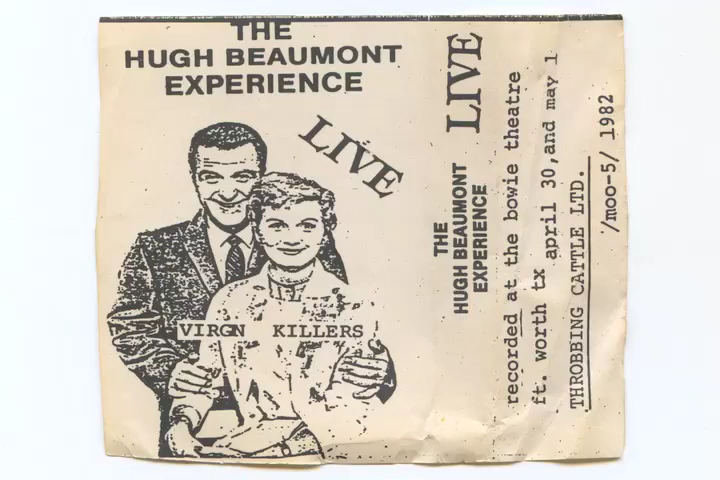 THE
HUGH BEAUMONT
EXPERIENCE
LIVE
VIRGN KILLERS
THE
HUGH BEAUMONT
EXPERIENCE
LIVE
recorded at the bowie theatre
ft. worth tx april 30,and may 1
THROBBING CATTLE LTD.
/moo-5/ 1982